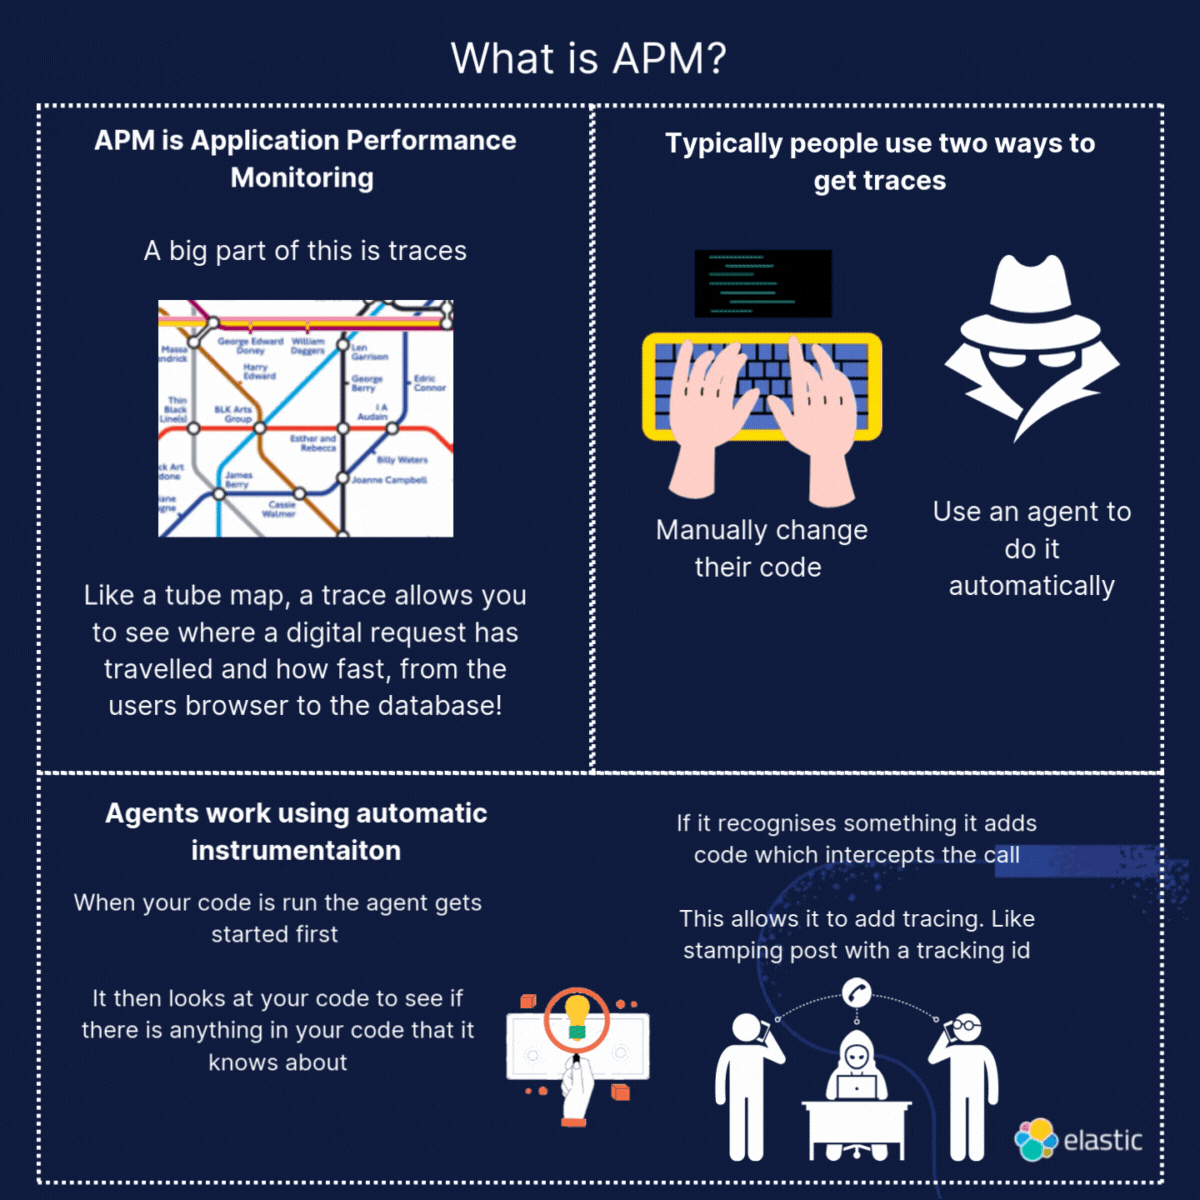 What is APM?
APM is Application Performance
Monitoring
A big part of this is traces
George Edward
Doney
William
Daggers
Len
Garrison
Massa
ndrick
Harry
Edward
George
Berry
Edric
Connor
Thin
Black
Line(s)
BLK Arts
Group
I A
Audain
Esther and
Rebecca
Billy Waters
ck Art
done
James
Berry
Joanne Campbell
iane
gne
Cassie
Walmer
Like a tube map, a trace allows you
to see where a digital request has
travelled and how fast, from the
users browser to the database!
Typically people use two ways to
get traces
Manually change
their code
Use an agent to
do it
automatically
Agents work using automatic
instrumentaiton
When your code is run the agent gets
started first
It then looks at your code to see if
there is anything in your code that it
knows about
If it recognises something it adds
code which intercepts the call
This allows it to add tracing. Like
stamping post with a tracking id
elastic